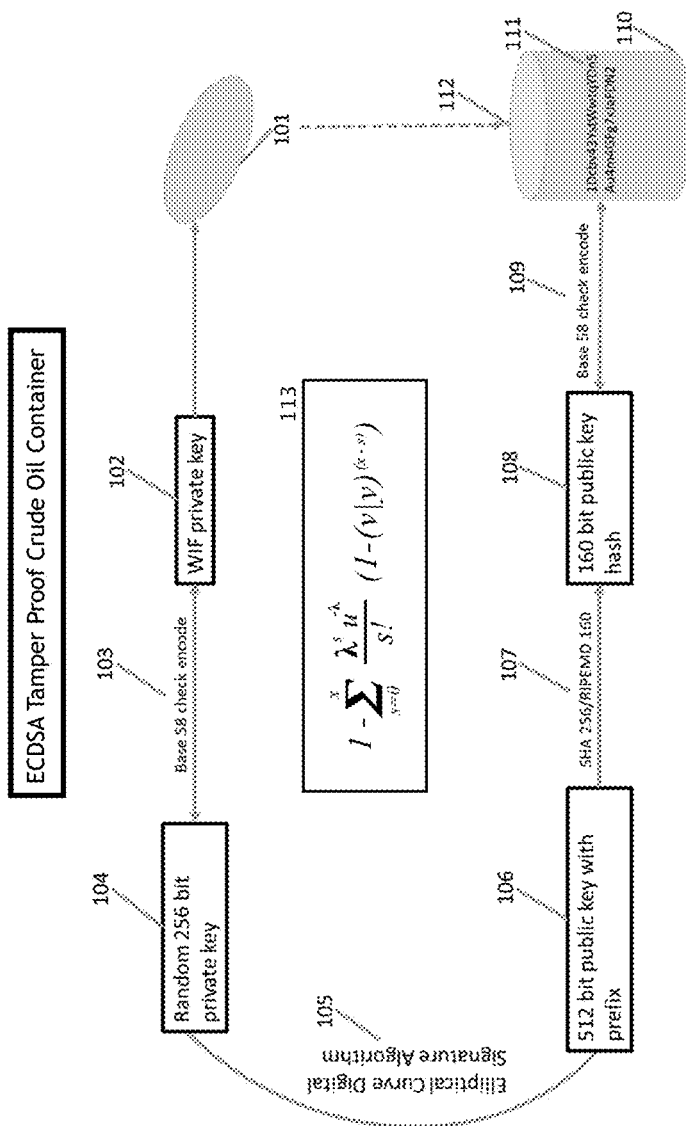 ECDSA Tamper Proof Crude Oil Container
104
Random 256 bit
private key
103
Base 58 check encode
102
WIF private key
101
105
Elliptical Curve Digital
Signature Algorithm
113
1 - ∑ λ^s u^-λ / s! (1-(v|y)^(x-s))
106
512 bit public key with
prefix
107
SHA 256/RIPEMD 160
108
160 bit public key
hash
109
Base 58 check encode
112
111
110